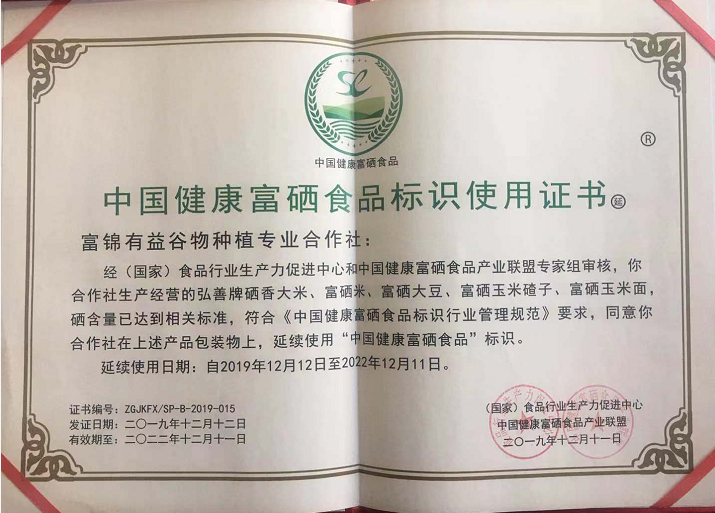 SC
中国健康富硒食品
®
中国健康富硒食品标识使用证书
延
富锦有益谷物种植专业合作社：
经（国家）食品行业生产力促进中心和中国健康富硒食品产业联盟专家组审核，你
合作社生产经营的弘善牌硒香大米、富硒米、富硒大豆、富硒玉米碴子、富硒玉米面，
硒含量已达到相关标准，符合《中国健康富硒食品标识行业管理规范》要求，同意你
合作社在上述产品包装物上，延续使用“中国健康富硒食品”标识。
延续使用日期：自2019年12月12日至2022年12月11日。
证书编号：ZGJKFX/SP-B-2019-015
发证日期：二〇一九年十二月十二日
有效期至：二〇二二年十二月十一日
（国家）食品行业生产力促进中心
中国健康富硒食品产业联盟
二〇一九年十二月十一日